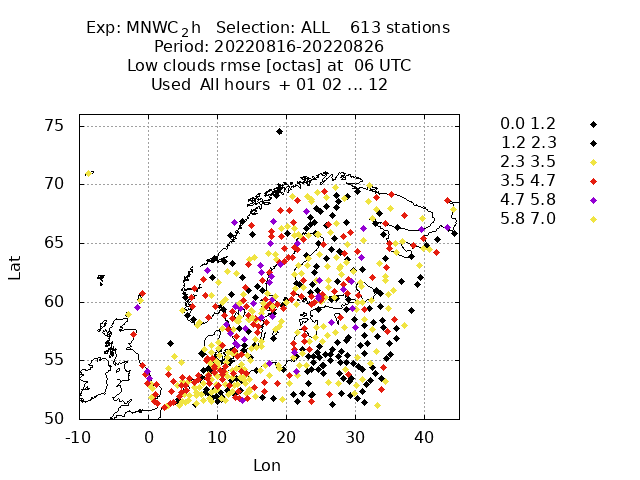 Exp: MNWC_2h Selection: ALL 613 stations
Period: 20220816-20220826
Low clouds rmse [octas] at 06 UTC
Used All hours + 01 02 ... 12
0.0 1.2
1.2 2.3
2.3 3.5
3.5 4.7
4.7 5.8
5.8 7.0
75
70
65
60
55
50
Lat
-10 0 10 20 30 40
Lon